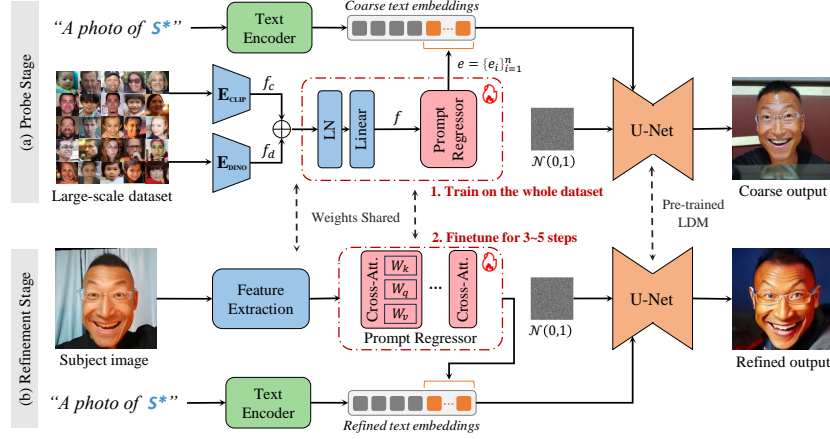 (a) Probe Stage
"A photo of S*"
Text
Encoder
Coarse text embeddings
e = {e_i}_{i=1}^n
E_CLIP
f_c
E_DINO
f_d
LN
Linear
f
Prompt
Regressor
𝒩(0,1)
U-Net
Large-scale dataset
1. Train on the whole dataset
Coarse output
Weights Shared
Pre-trained
LDM
(b) Refinement Stage
2. Finetune for 3~5 steps
Feature
Extraction
Cross-Att.
W_k
W_q
W_v
...
Cross-Att.
Prompt Regressor
𝒩(0,1)
U-Net
Subject image
Refined output
"A photo of S*"
Text
Encoder
Refined text embeddings